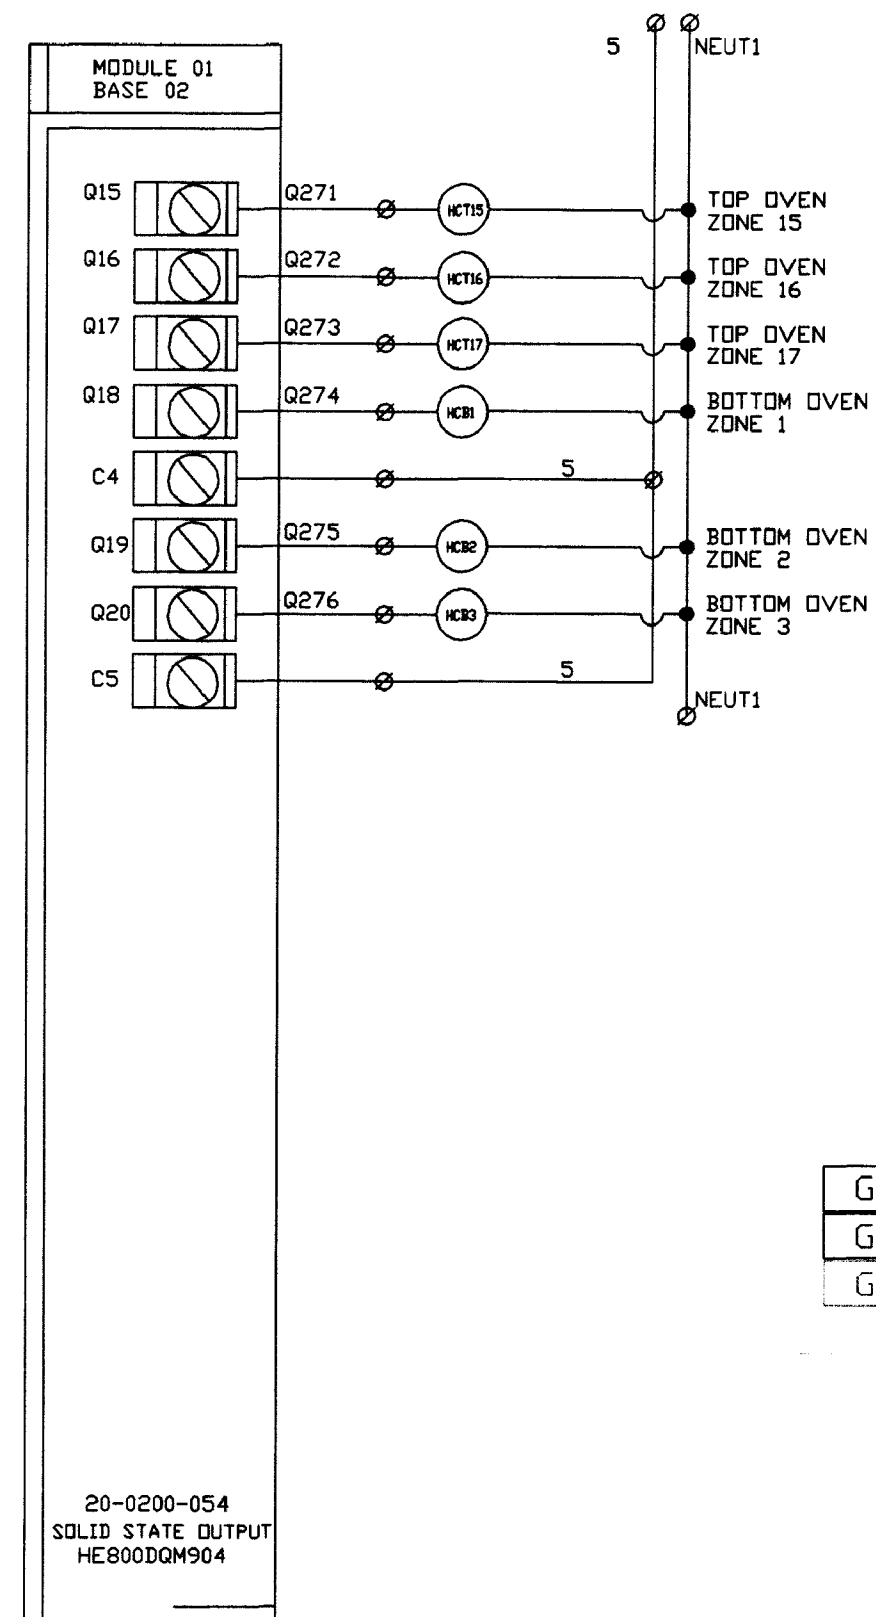 5
NEUT1
MODULE 01
BASE 02
Q15
Q271
HCT15
TOP OVEN
ZONE 15
Q16
Q272
HCT16
TOP OVEN
ZONE 16
Q17
Q273
HCT17
TOP OVEN
ZONE 17
Q18
Q274
HCB1
BOTTOM OVEN
ZONE 1
C4
5
Q19
Q275
HCB2
BOTTOM OVEN
ZONE 2
Q20
Q276
HCB3
BOTTOM OVEN
ZONE 3
C5
5
NEUT1
G
G
G
20-0200-054
SOLID STATE OUTPUT
HE800DQM904